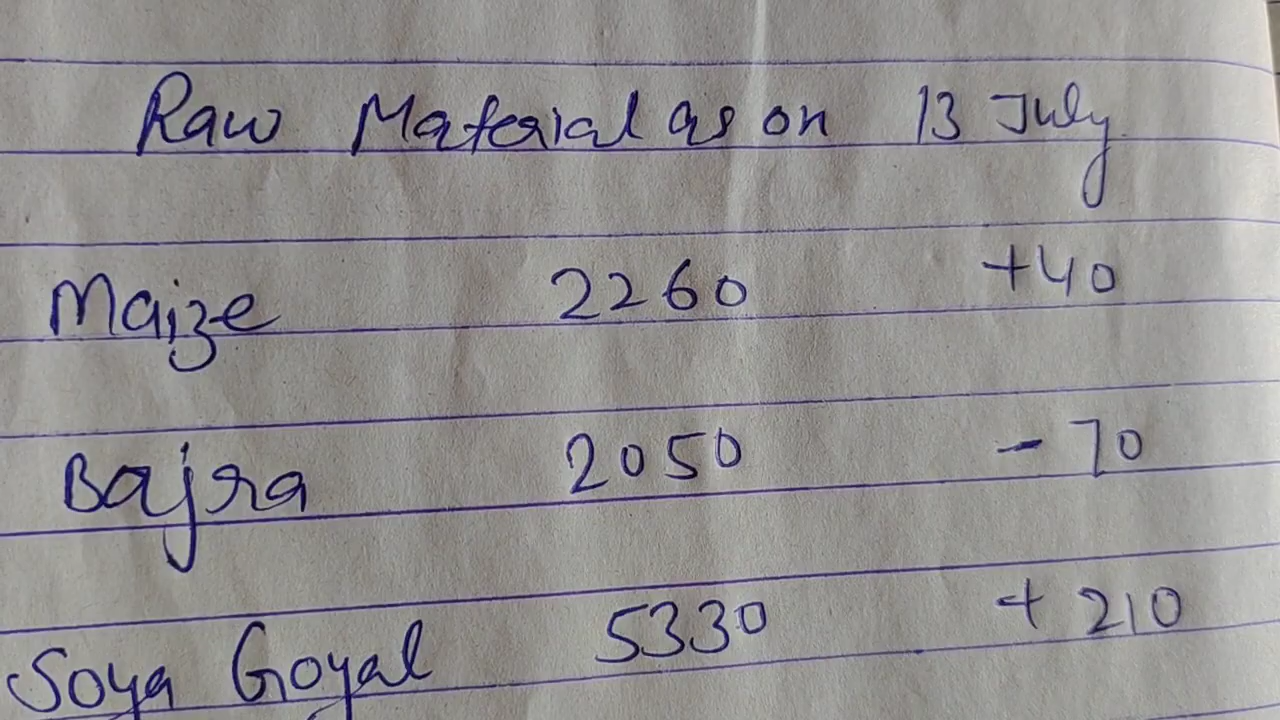 Raw Material as on 13 July
Maize 2260 +40
Bajra 2050 - 70
Soya Goyal 5330 + 210